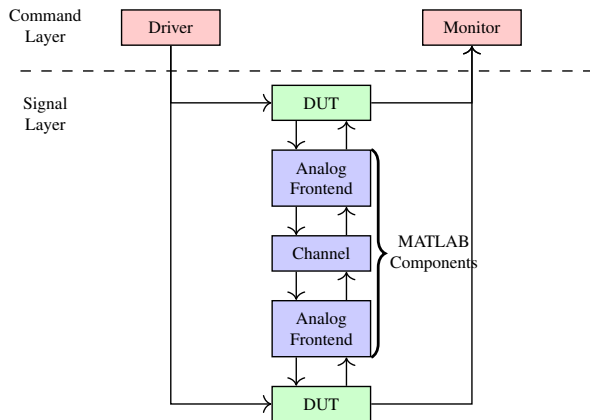 Command
Layer
Driver
Monitor
Signal
Layer
DUT
Analog
Frontend
Channel
MATLAB
Components
Analog
Frontend
DUT